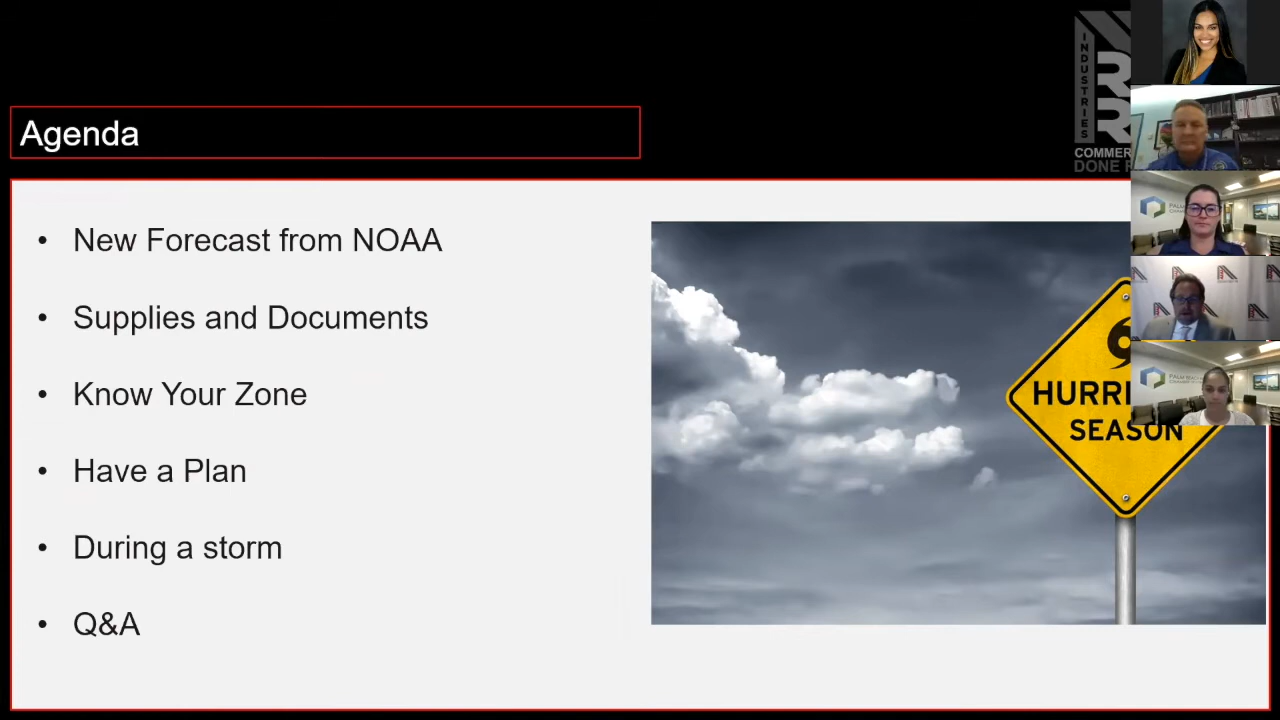 INDUSTRIES
COMMER
DONE
Agenda
• New Forecast from NOAA
• Supplies and Documents
• Know Your Zone
• Have a Plan
• During a storm
• Q&A
HURRI
SEASON